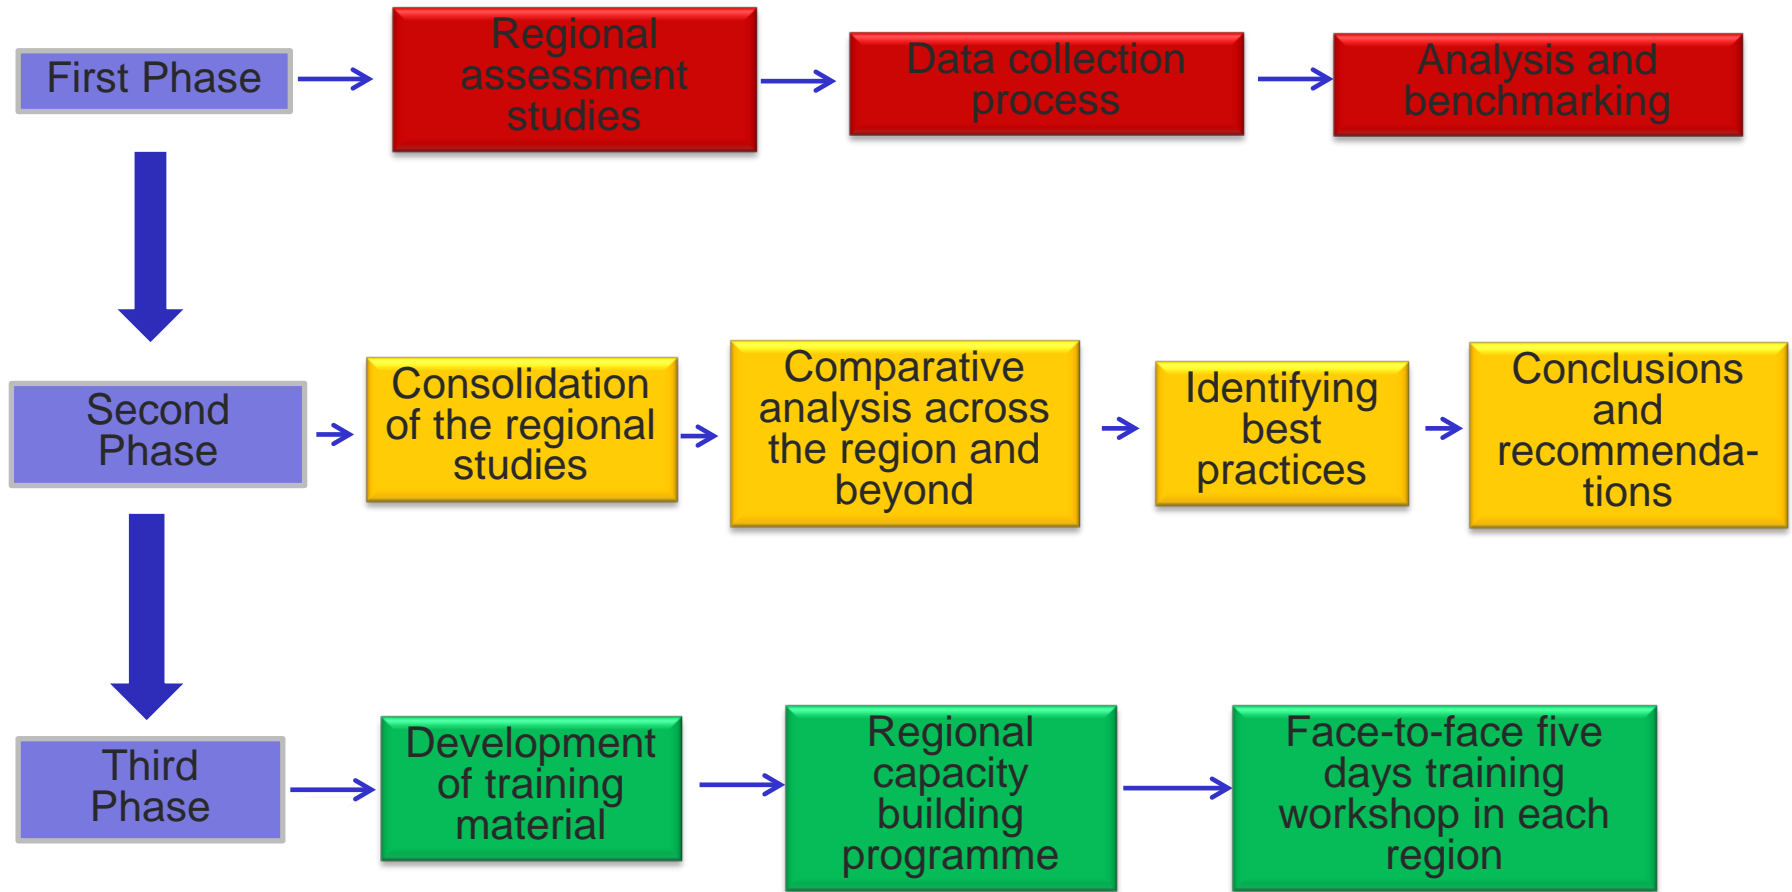 First Phase
Regional
assessment
studies
Data collection
process
Analysis and
benchmarking
Second
Phase
Consolidation
of the regional
studies
Comparative
analysis across
the region and
beyond
Identifying
best
practices
Conclusions
and
recommenda-
tions
Third
Phase
Development
of training
material
Regional
capacity
building
programme
Face-to-face five
days training
workshop in each
region